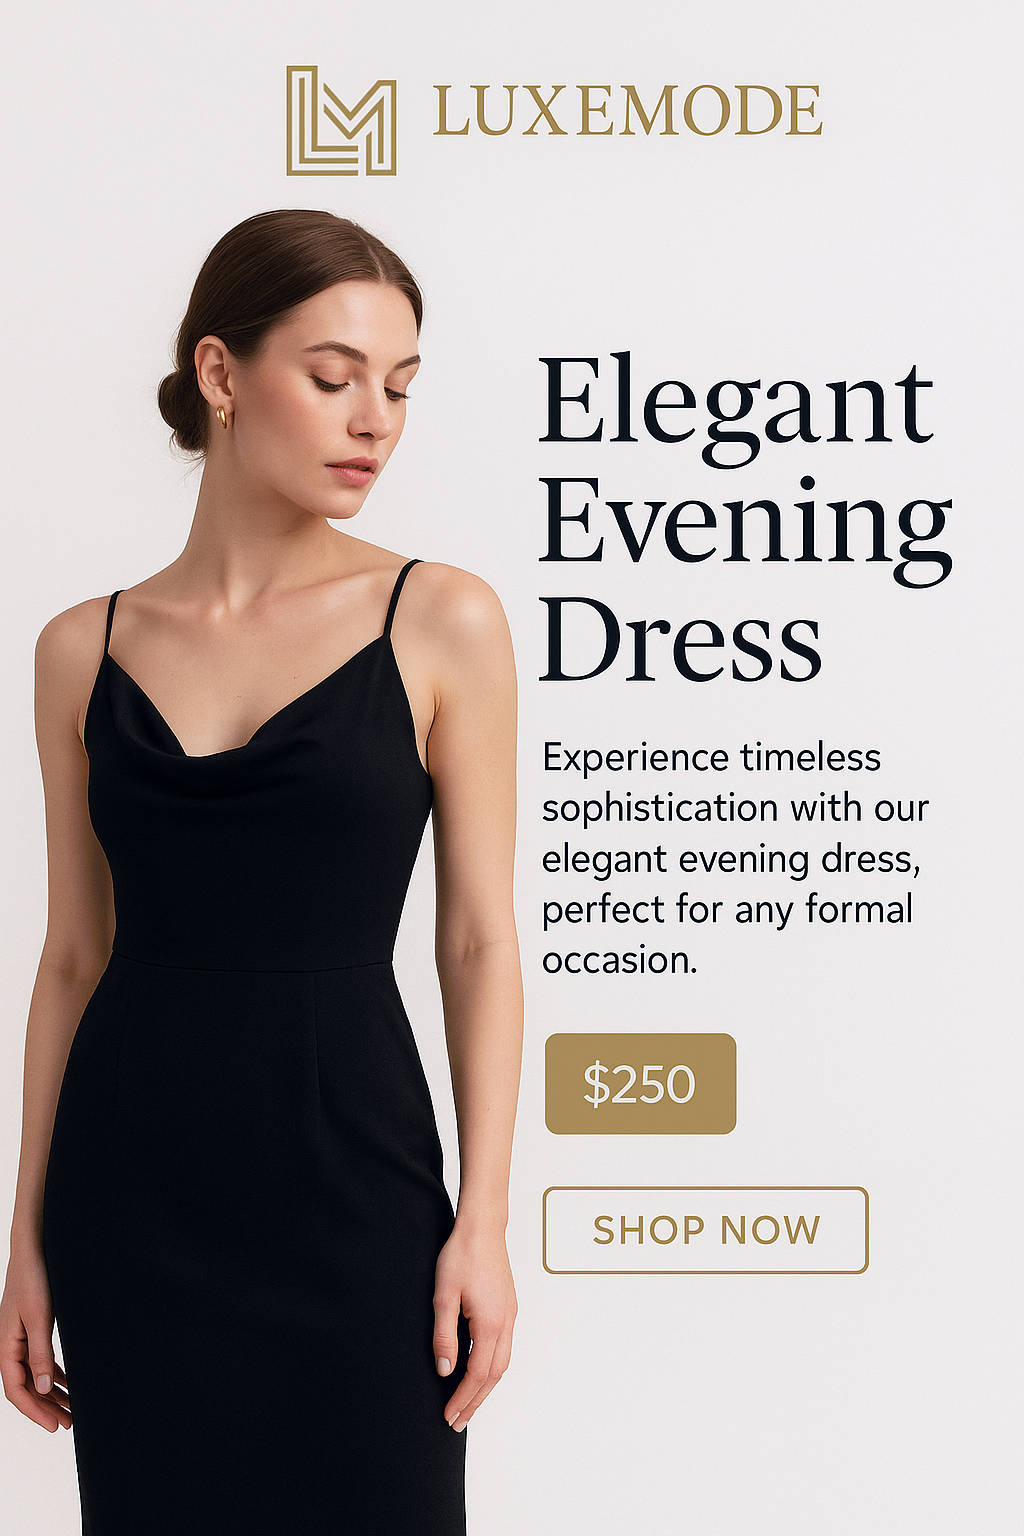 LM LUXEMODE
Elegant
Evening
Dress
Experience timeless
sophistication with our
elegant evening dress,
perfect for any formal
occasion.
$250
SHOP NOW